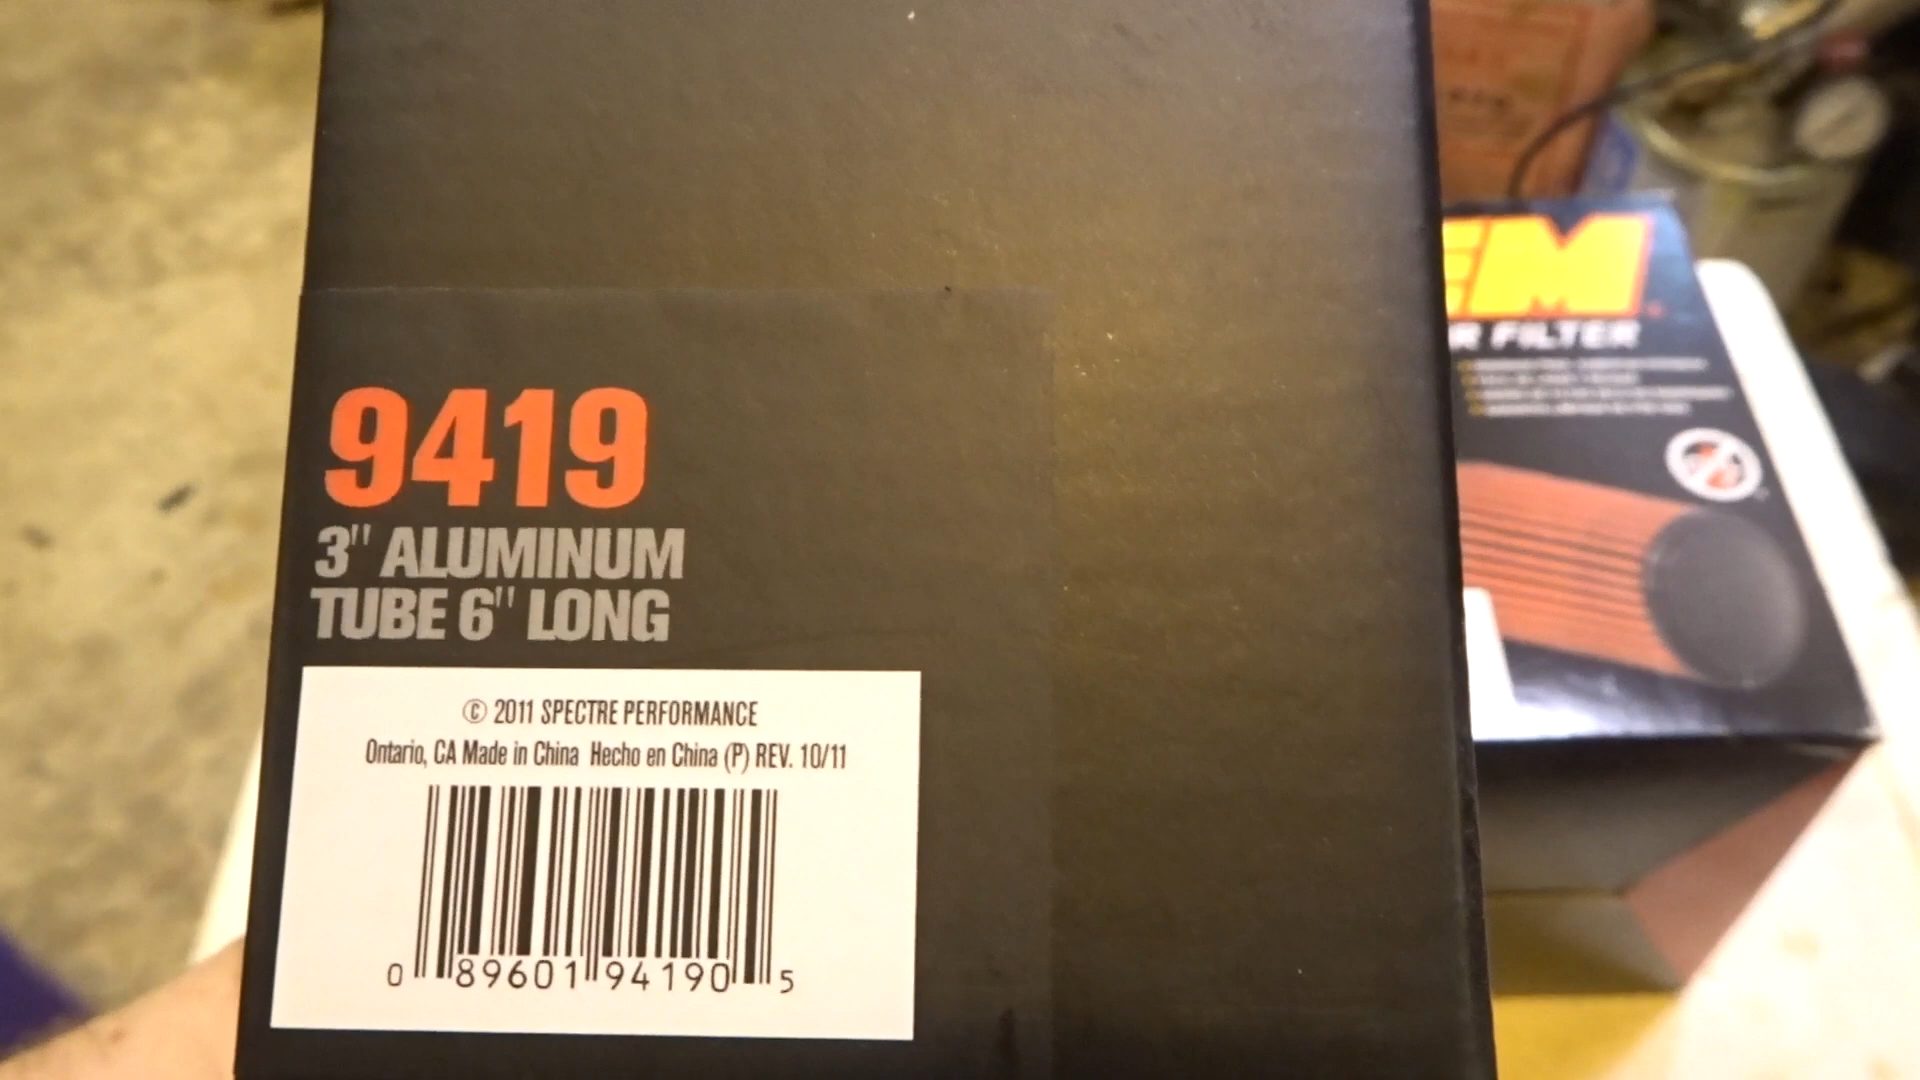 9419
3" ALUMINUM
TUBE 6" LONG
© 2011 SPECTRE PERFORMANCE
Ontario, CA Made in China Hecho en China (P) REV. 10/11
0 89601 94190 5
FILTER